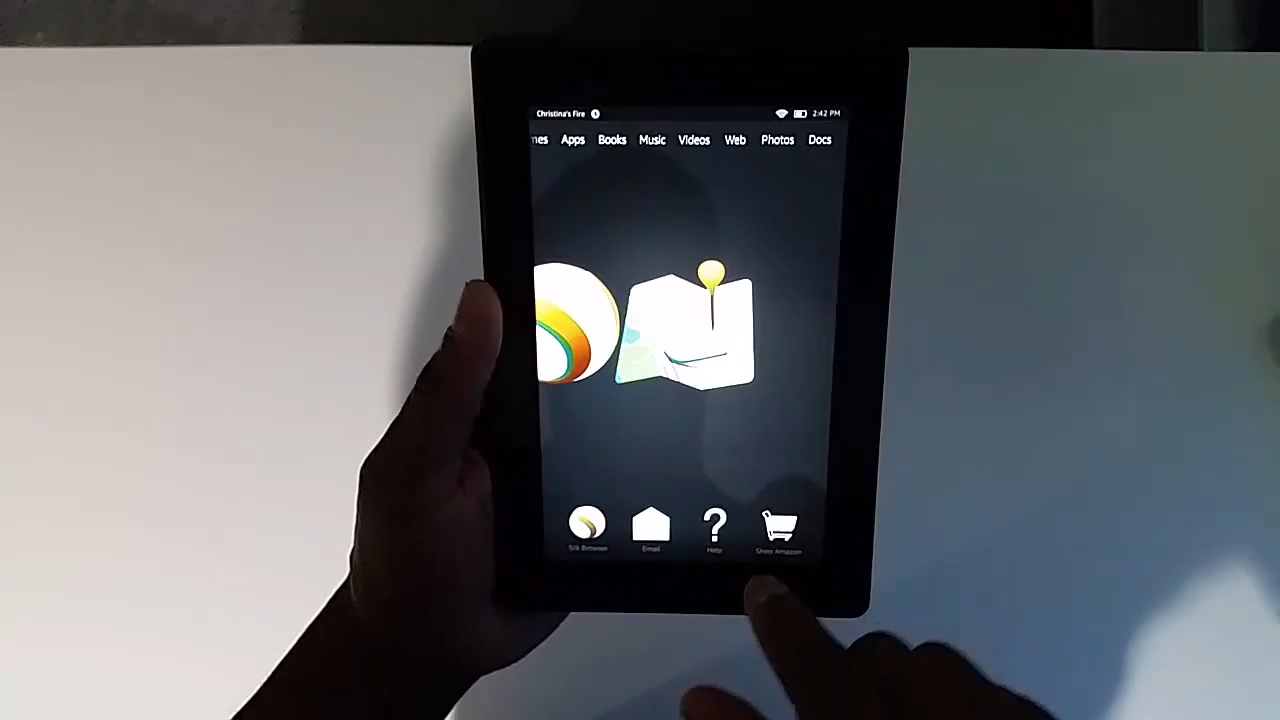 Christina's Fire 1 2:42 PM
mes Apps Books Music Videos Web Photos Docs
Silk Browser Email Help Shop Amazon